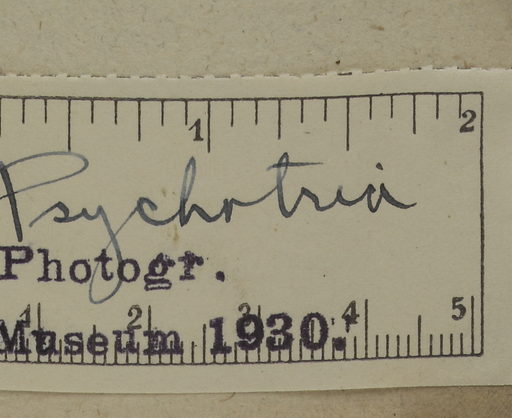 1 2
Psychotria
Photogr.
1 2 3 4 5
Museum 1930.